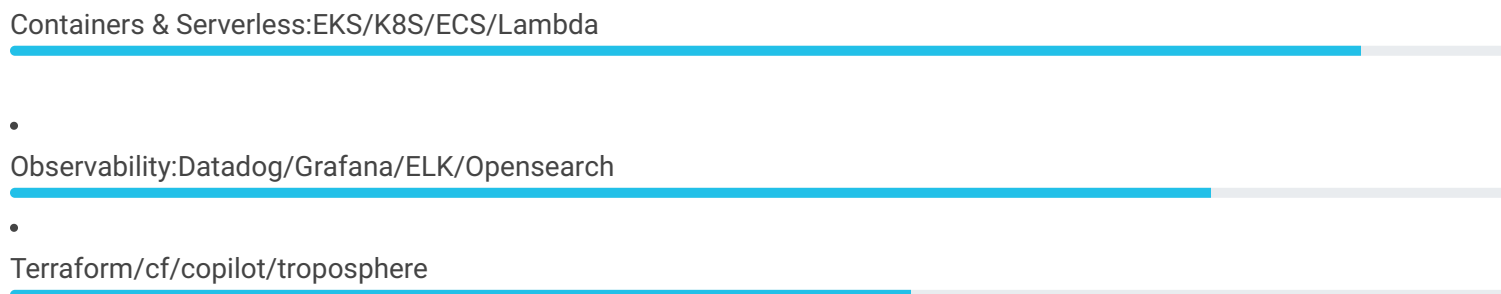 Containers & Serverless:EKS/K8S/ECS/Lambda
Observability:Datadog/Grafana/ELK/Opensearch
Terraform/cf/copilot/troposphere